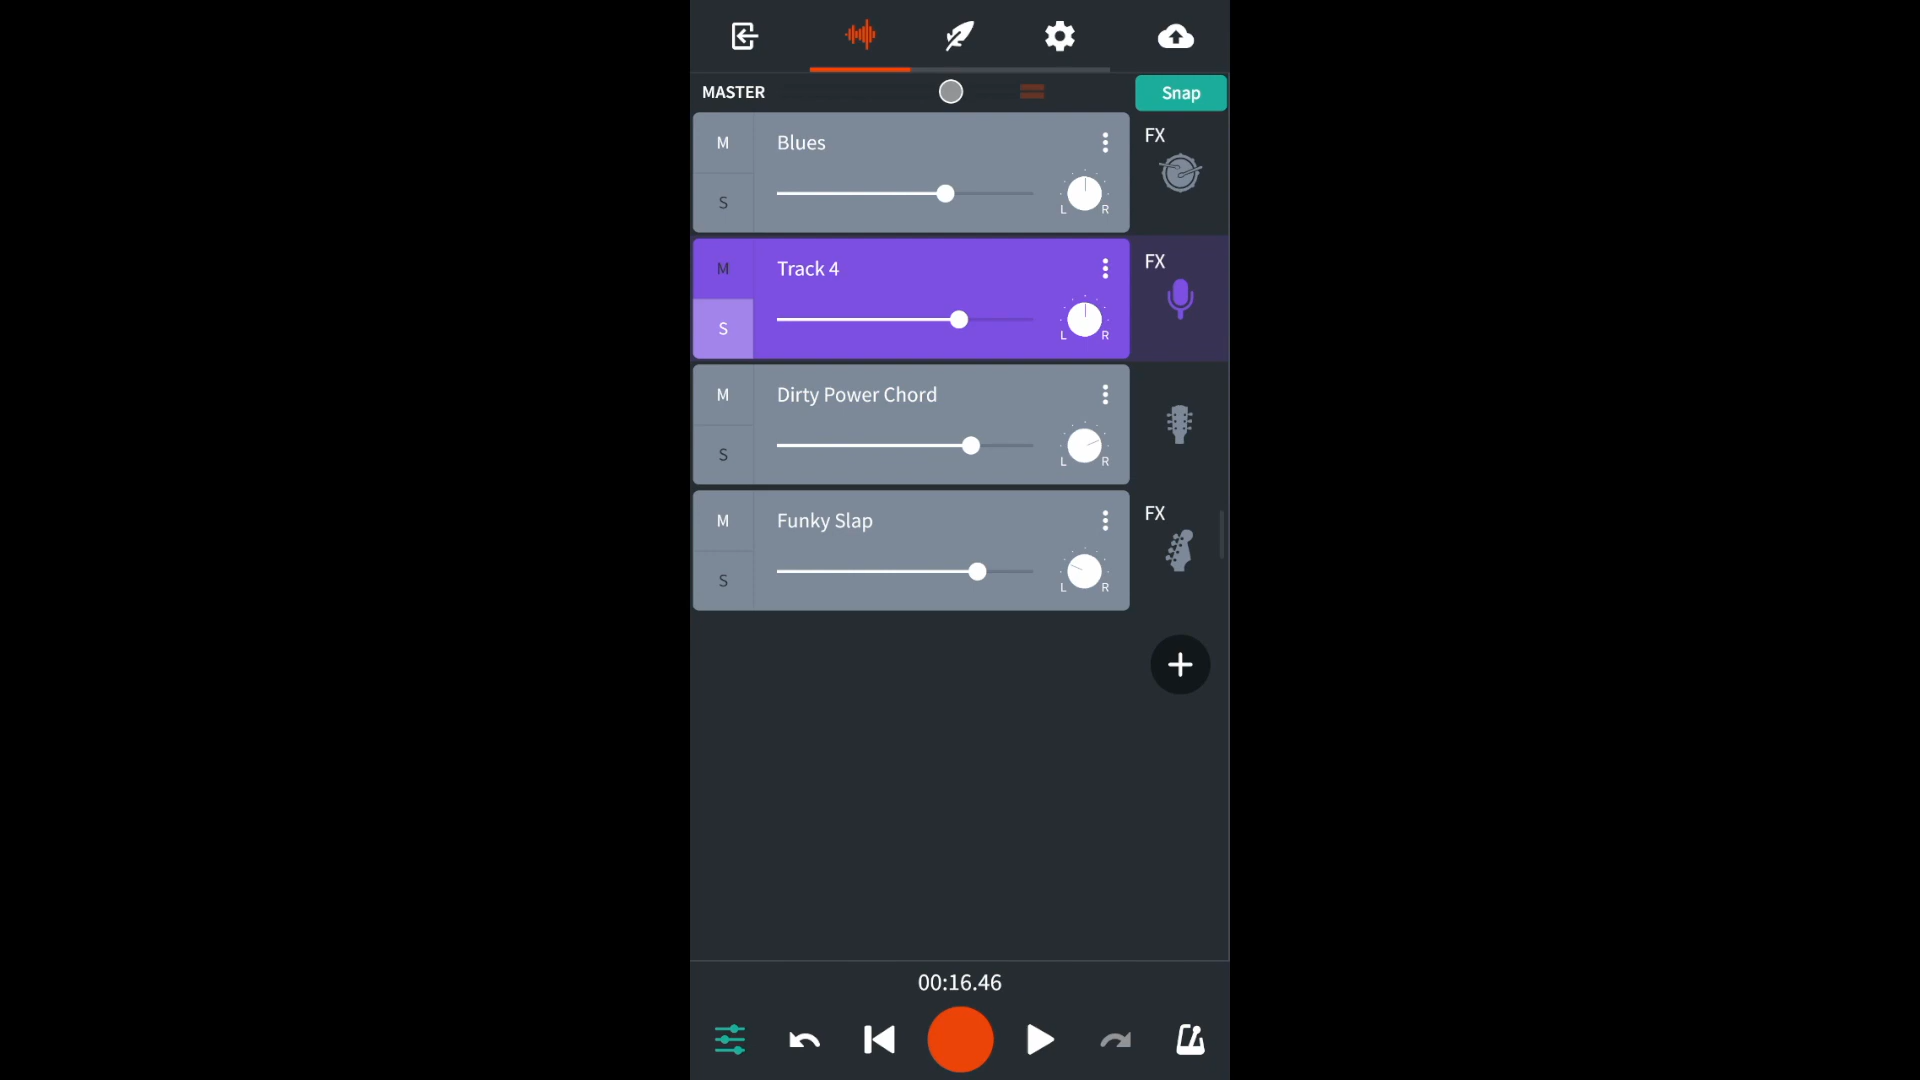 MASTER
Snap
M
Blues
FX
S
L R
M
Track 4
FX
S
L R
M
Dirty Power Chord
S
L R
M
Funky Slap
FX
S
L R
00:16.46